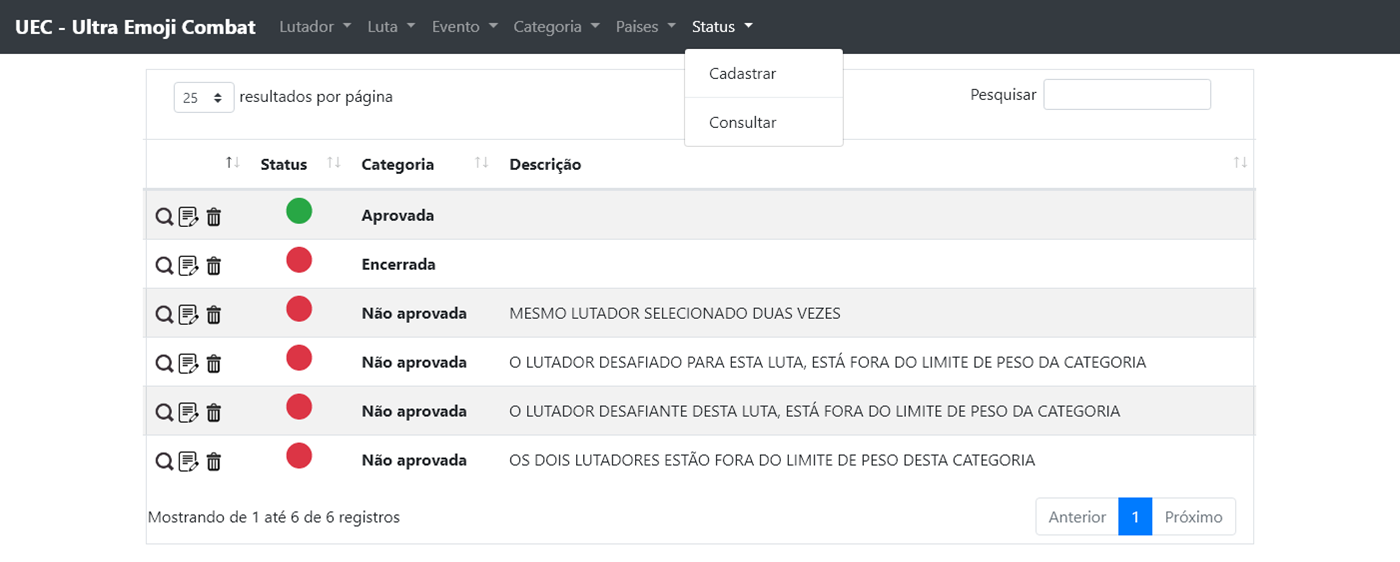 UEC - Ultra Emoji Combat Lutador Luta Evento Categoria Paises Status
Cadastrar
Consultar
25 resultados por página Pesquisar
Status Categoria Descrição
Aprovada
Encerrada
Não aprovada MESMO LUTADOR SELECIONADO DUAS VEZES
Não aprovada O LUTADOR DESAFIADO PARA ESTA LUTA, ESTÁ FORA DO LIMITE DE PESO DA CATEGORIA
Não aprovada O LUTADOR DESAFIANTE DESTA LUTA, ESTÁ FORA DO LIMITE DE PESO DA CATEGORIA
Não aprovada OS DOIS LUTADORES ESTÃO FORA DO LIMITE DE PESO DESTA CATEGORIA
Mostrando de 1 até 6 de 6 registros Anterior 1 Próximo